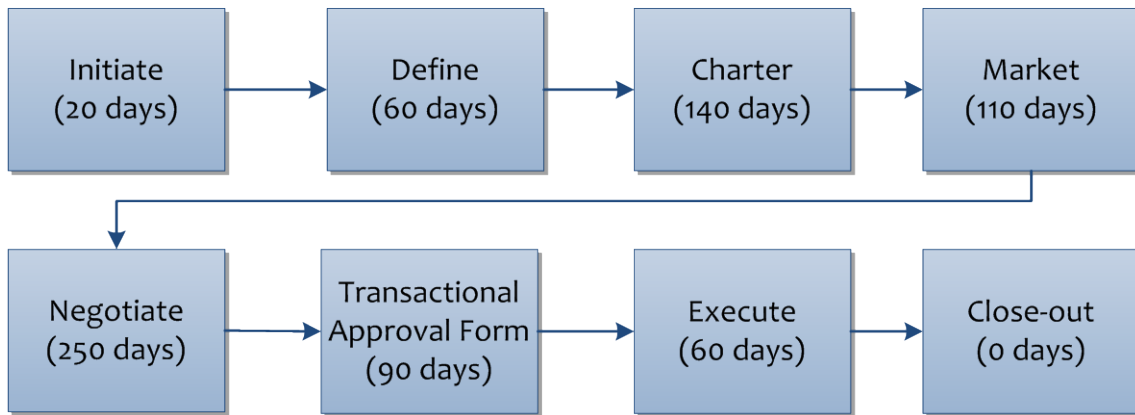 Initiate
(20 days)
Define
(60 days)
Charter
(140 days)
Market
(110 days)
Negotiate
(250 days)
Transactional
Approval Form
(90 days)
Execute
(60 days)
Close-out
(0 days)